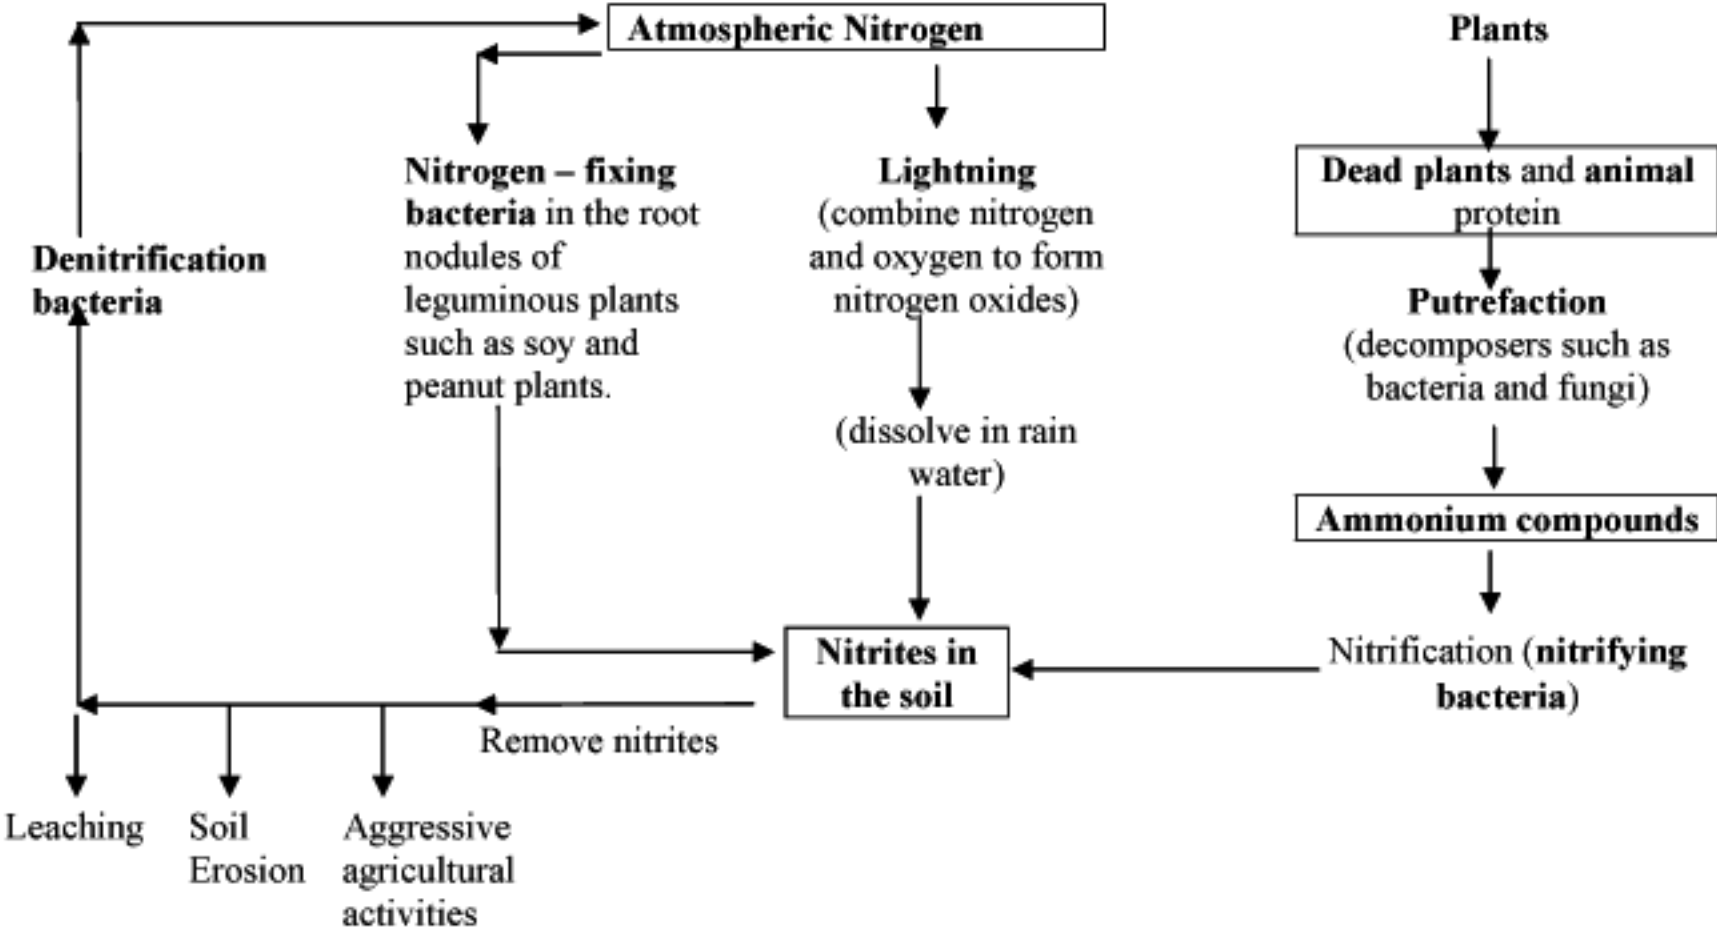 Atmospheric Nitrogen
Plants
Nitrogen – fixing
bacteria in the root
nodules of
leguminous plants
such as soy and
peanut plants.
Lightning
(combine nitrogen
and oxygen to form
nitrogen oxides)
(dissolve in rain
water)
Dead plants and animal
protein
Putrefaction
(decomposers such as
bacteria and fungi)
Ammonium compounds
Nitrification (nitrifying
bacteria)
Nitrites in
the soil
Denitrification
bacteria
Remove nitrites
Leaching
Soil
Erosion
Aggressive
agricultural
activities